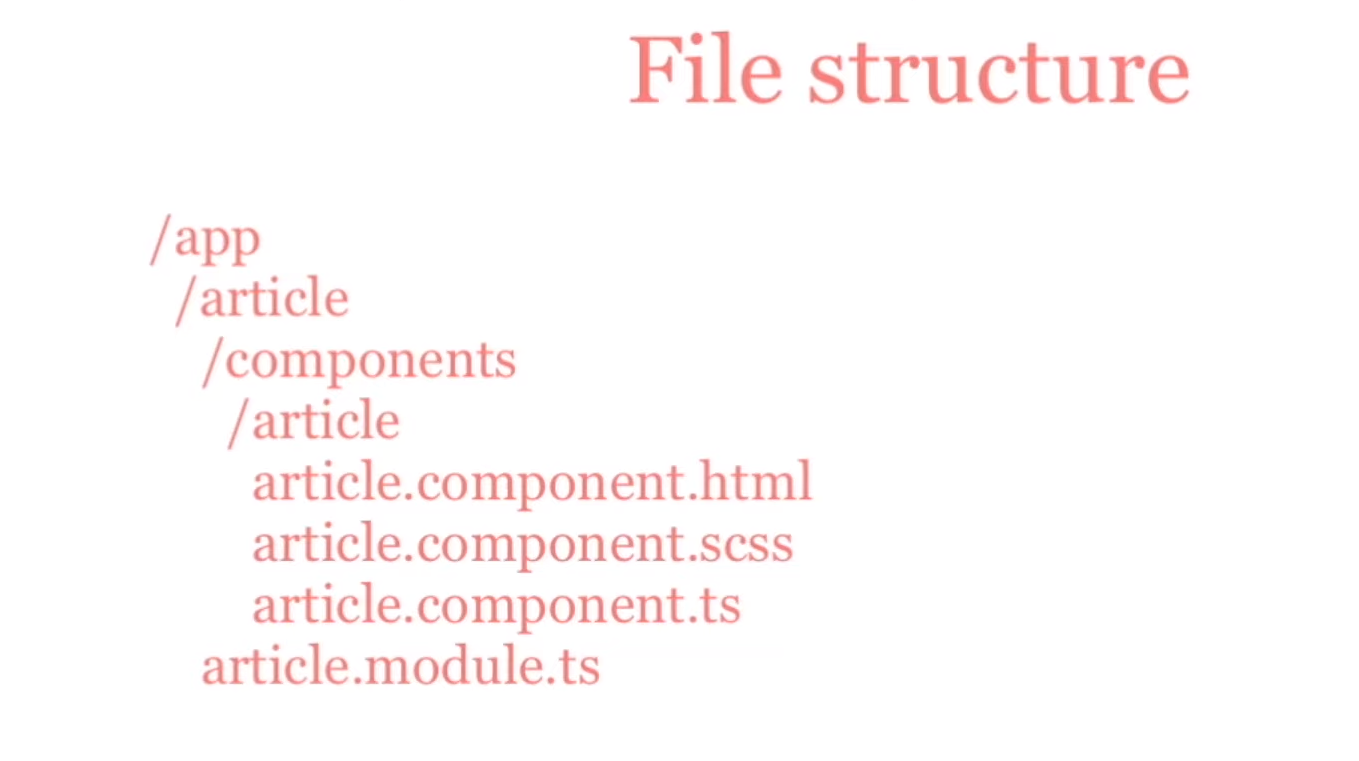 File structure
/app
/article
/components
/article
article.component.html
article.component.scss
article.component.ts
article.module.ts